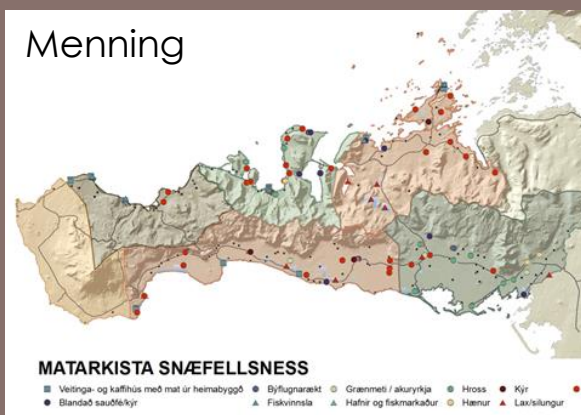 Menning
MATARKISTA SNÆFELLSNESS
Veitinga- og kaffihús með mat úr heimabyggð Býflugnarækt Grænmeti / akuryrkja Hross Kýr
Blandað sauðfé/kýr Fiskvinnsla Hafnir og fiskmarkaður Hænur Lax/silungur